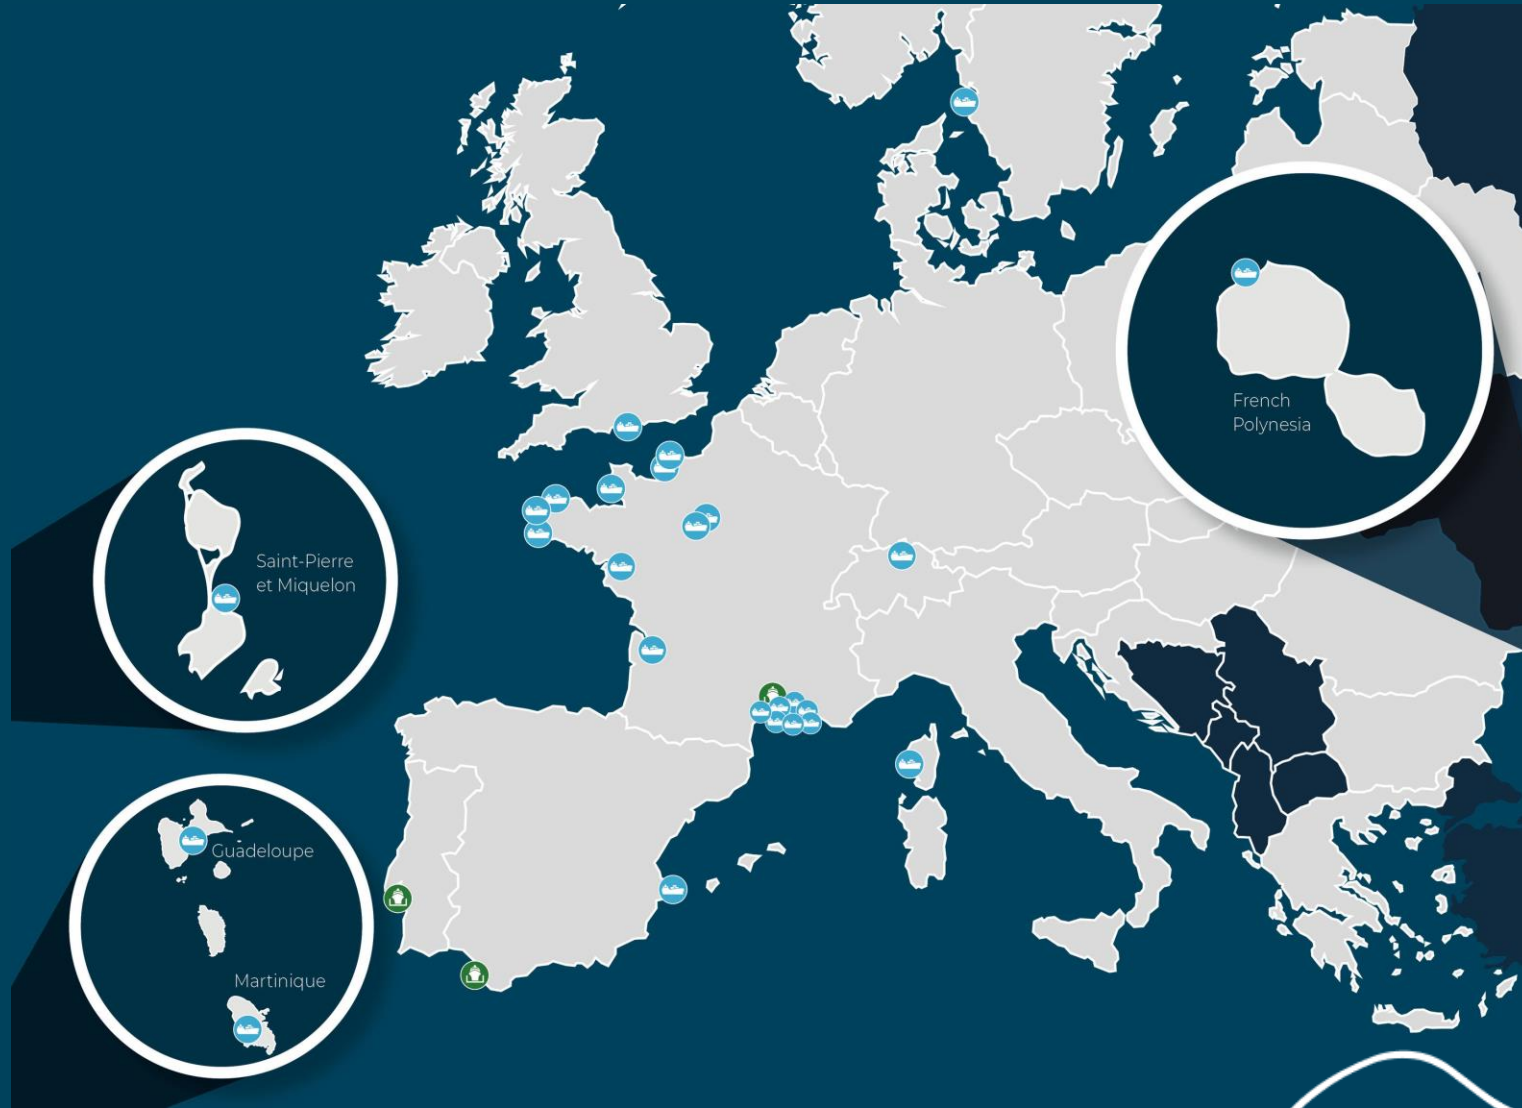 French
Polynesia
Saint-Pierre
et Miquelon
Guadeloupe
Martinique